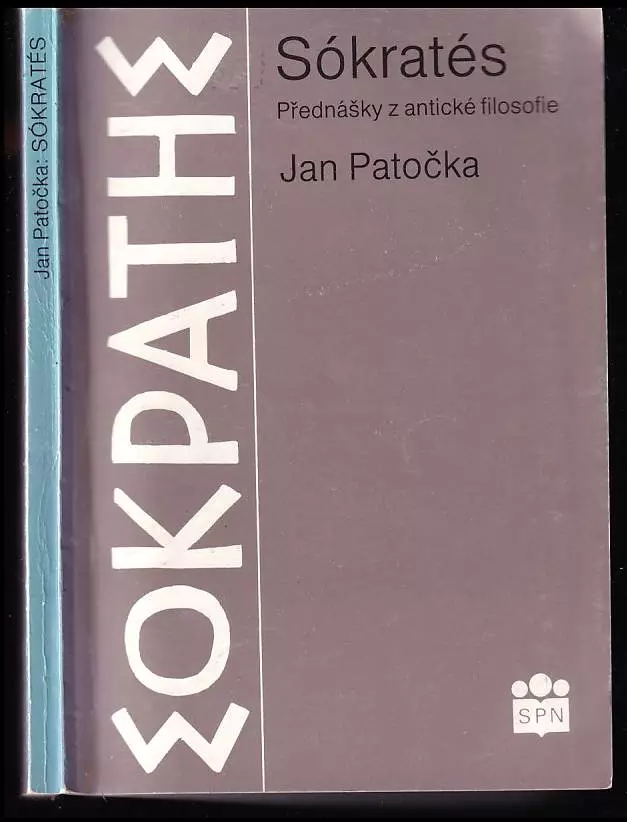 Jan Patočka: SÓKRATÉS
ΣΟΚΡΑΤΗΣ
Sókratés
Přednášky z antické filosofie
Jan Patočka
SPN